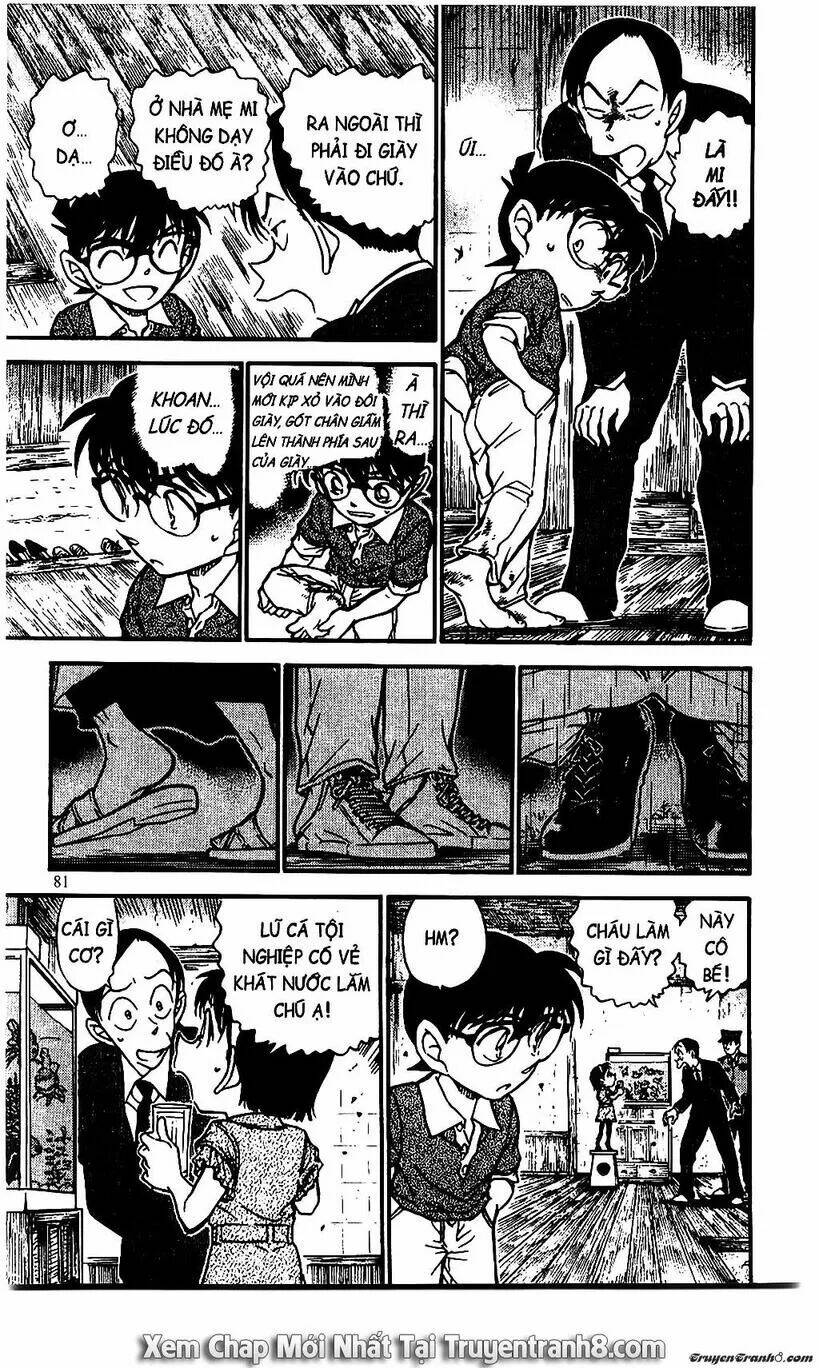 LÀ
MI
ĐẤY!!
ÚI...
RA NGOÀI THÌ
PHẢI ĐI GIÀY
VÀO CHỨ.
Ở NHÀ MẸ MI
KHÔNG DẠY
ĐIỀU ĐÓ À?
Ơ...
DẠ...
À
THÌ
RA...
VỘI QUÁ NÊN MÌNH
MỚI KỊP XỎ VÀO ĐÔI
GIÀY, GÓT CHÂN GIẪM
LÊN THÀNH PHÍA SAU
CỦA GIÀY.
KHOAN...
LÚC ĐÓ...
81
NÀY
CÔ
BÉ!
CHÁU LÀM
GÌ ĐẤY?
HM?
LŨ CÁ TỘI
NGHIỆP CÓ VẺ
KHÁT NƯỚC LẮM
CHÚ Ạ!
CÁI GÌ
CƠ?
Xem Chap Mới Nhất Tại Truyentranh8.com
TruyenTranh8.com